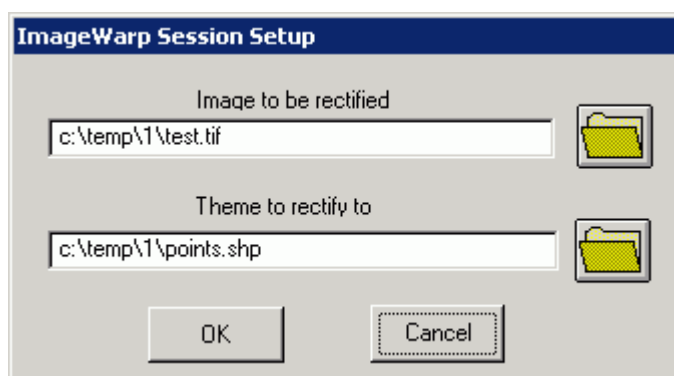 ImageWarp Session Setup
Image to be rectified
c:\temp\1\test.tif
Theme to rectify to
c:\temp\1\points.shp
OK
Cancel